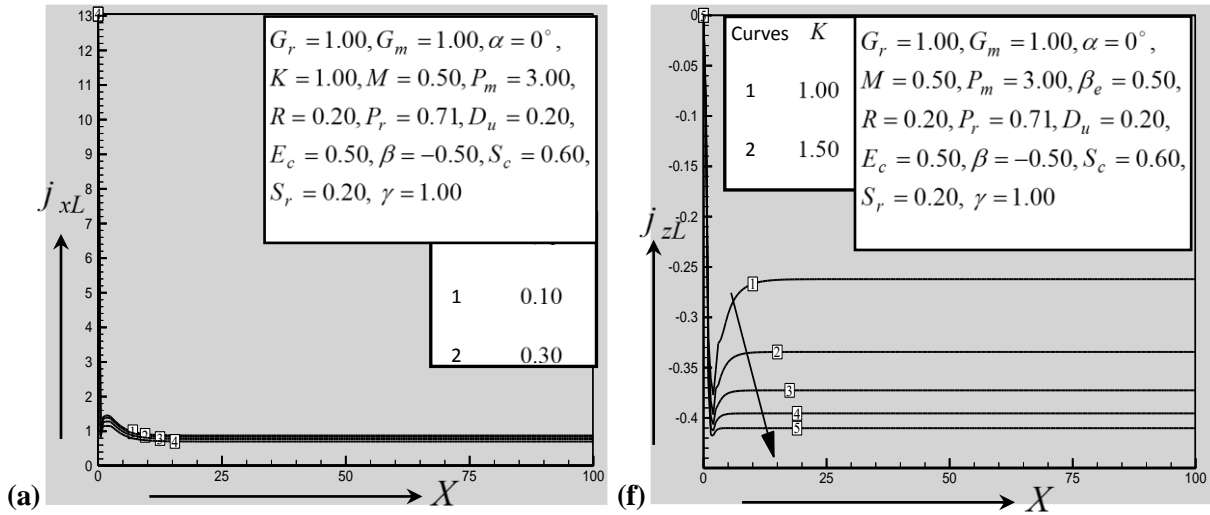 4
13
12
11
10
9
8
7
6
5
4
3
2
1
0
0
25
50
75
100
j xL
G_r = 1.00, G_m = 1.00, α = 0°,
K = 1.00, M = 0.50, P_m = 3.00,
R = 0.20, P_r = 0.71, D_u = 0.20,
E_c = 0.50, β = −0.50, S_c = 0.60,
S_r = 0.20, γ = 1.00
1 0.10
2 0.30
1 2 3 4
(a)
X
5
0
-0.05
-0.1
-0.15
-0.2
-0.25
-0.3
-0.35
-0.4
0
25
50
75
100
j zL
Curves K
1 1.00
2 1.50
G_r = 1.00, G_m = 1.00, α = 0°,
M = 0.50, P_m = 3.00, β_e = 0.50,
R = 0.20, P_r = 0.71, D_u = 0.20,
E_c = 0.50, β = −0.50, S_c = 0.60,
S_r = 0.20, γ = 1.00
1
2
3
4
5
(f)
X